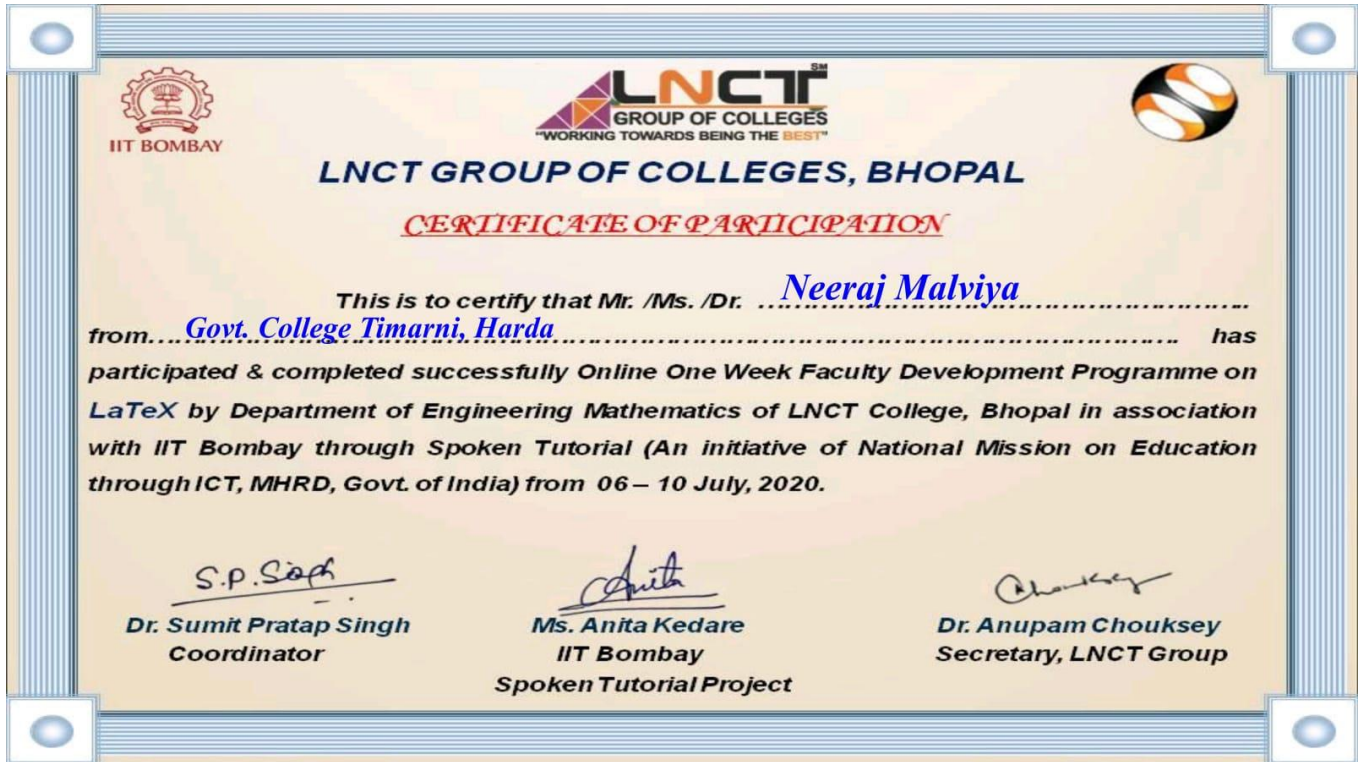 IIT BOMBAY
LNCT SM
GROUP OF COLLEGES
"WORKING TOWARDS BEING THE BEST"
LNCT GROUP OF COLLEGES, BHOPAL
CERTIFICATE OF PARTICIPATION
This is to certify that Mr. /Ms. /Dr. Neeraj Malviya
from Govt. College Timarni, Harda has
participated & completed successfully Online One Week Faculty Development Programme on
LaTeX by Department of Engineering Mathematics of LNCT College, Bhopal in association
with IIT Bombay through Spoken Tutorial (An initiative of National Mission on Education
through ICT, MHRD, Govt. of India) from 06 – 10 July, 2020.
S.P. Singh
Anita
Chouksey
Dr. Sumit Pratap Singh
Ms. Anita Kedare
Dr. Anupam Chouksey
Coordinator
IIT Bombay
Secretary, LNCT Group
Spoken Tutorial Project